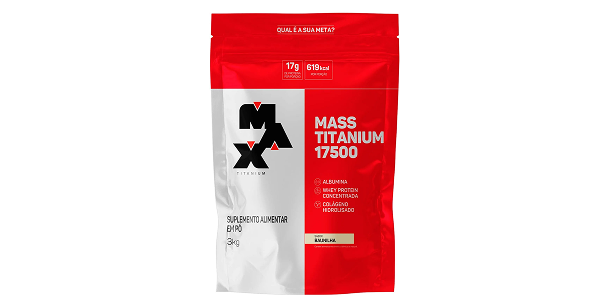 QUAL É A SUA META?
17g
619kcal
MAX
TITANIUM
MASS
TITANIUM
17500
ALBUMINA
WHEY PROTEIN
CONCENTRADA
COLÁGENO
HIDROLISADO
SUPLEMENTO ALIMENTAR
EM PÓ
3kg
BAUNILHA